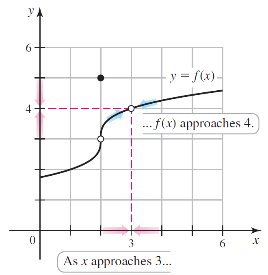 y
6
y = f(x)
4
...f(x) approaches 4.
0
3
6
x
As x approaches 3...